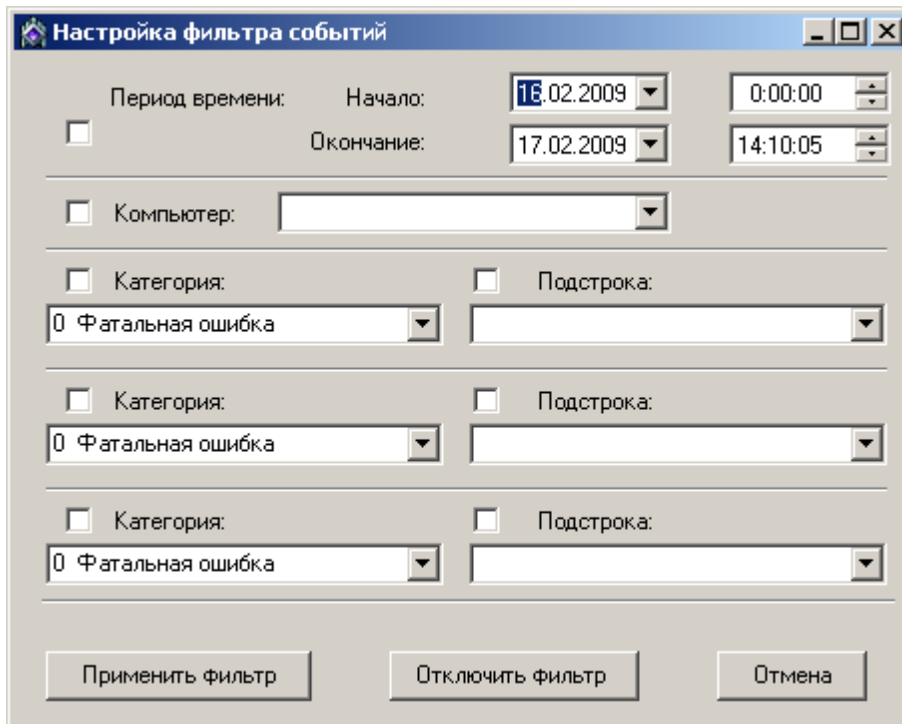 Настройка фильтра событий
Период времени: Начало: 16.02.2009 0:00:00
Окончание: 17.02.2009 14:10:05
Компьютер:
Категория: Подстрока:
0 Фатальная ошибка
Категория: Подстрока:
0 Фатальная ошибка
Категория: Подстрока:
0 Фатальная ошибка
Применить фильтр Отключить фильтр Отмена